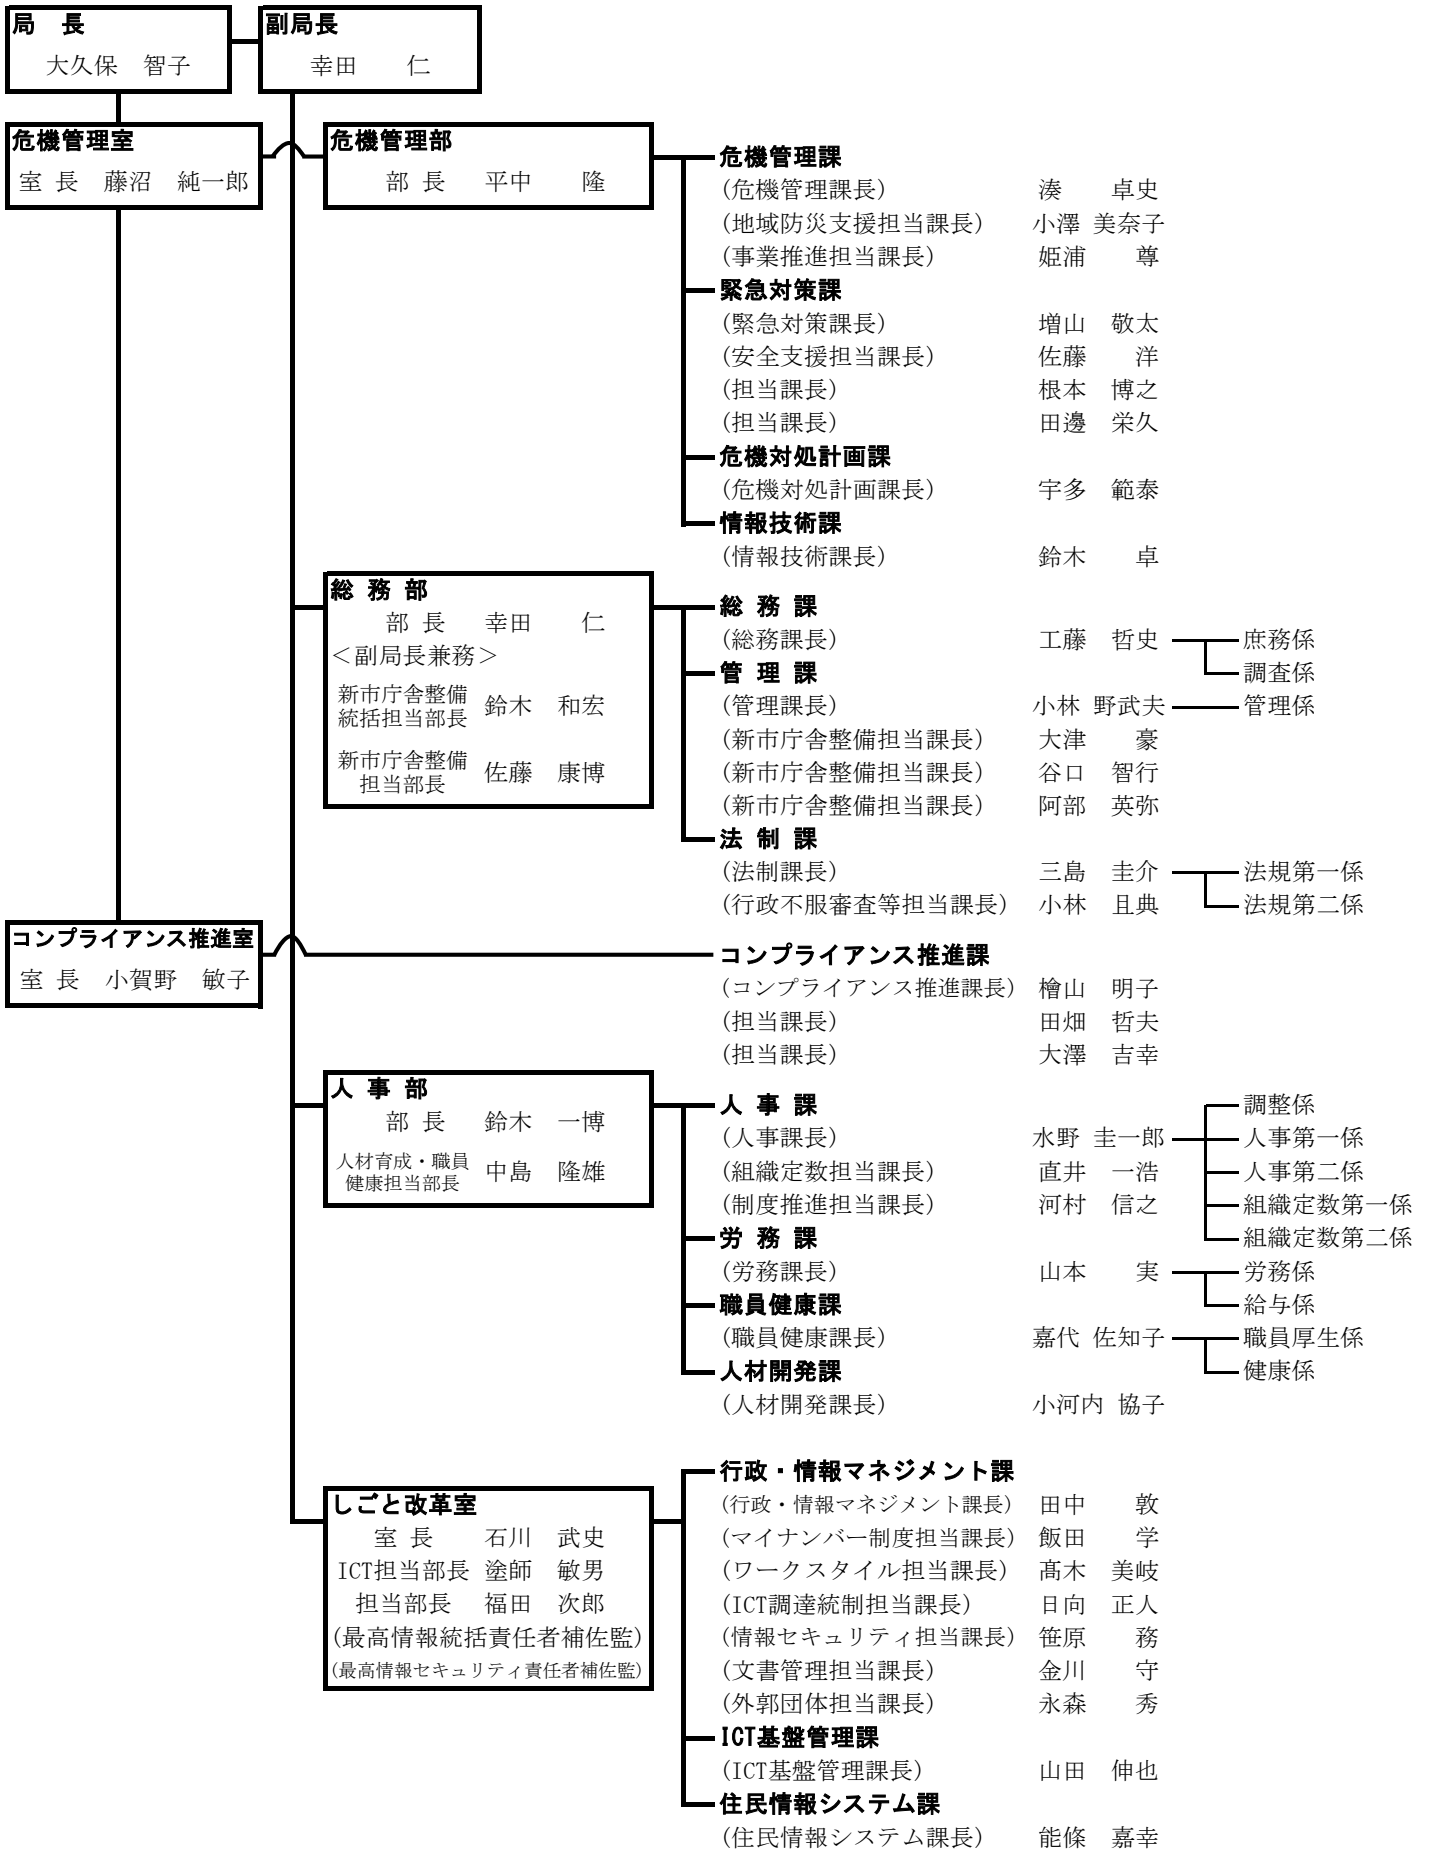 局　長
大久保　智子
副局長
幸田　　仁
危機管理室
室 長　藤沼　純一郎
危機管理部
部 長　平中　　隆
危機管理課
(危機管理課長)　湊　　卓史
(地域防災支援担当課長)　小澤 美奈子
(事業推進担当課長)　姫浦　　尊
緊急対策課
(緊急対策課長)　増山　敬太
(安全支援担当課長)　佐藤　　洋
(担当課長)　根本　博之
(担当課長)　田邊　栄久
危機対処計画課
(危機対処計画課長)　宇多　範泰
情報技術課
(情報技術課長)　鈴木　　卓
総 務 部
部 長　幸田　　仁
＜副局長兼務＞
新市庁舎整備
統括担当部長　鈴木　和宏
新市庁舎整備
担当部長　佐藤　康博
総 務 課
(総務課長)　工藤　哲史　庶務係
調査係
管 理 課
(管理課長)　小林 野武夫　管理係
(新市庁舎整備担当課長)　大津　　豪
(新市庁舎整備担当課長)　谷口　智行
(新市庁舎整備担当課長)　阿部　英弥
法 制 課
(法制課長)　三島　圭介　法規第一係
(行政不服審査等担当課長)　小林　且典　法規第二係
コンプライアンス推進室
室 長　小賀野　敏子
コンプライアンス推進課
(コンプライアンス推進課長)　檜山　明子
(担当課長)　田畑　哲夫
(担当課長)　大澤　吉幸
人 事 部
部 長　鈴木　一博
人材育成・職員
健康担当部長　中島　隆雄
人 事 課　調整係
(人事課長)　水野 圭一郎　人事第一係
(組織定数担当課長)　直井　一浩　人事第二係
(制度推進担当課長)　河村　信之　組織定数第一係
労 務 課　組織定数第二係
(労務課長)　山本　　実　労務係
職員健康課　給与係
(職員健康課長)　嘉代 佐知子　職員厚生係
人材開発課　健康係
(人材開発課長)　小河内 協子
しごと改革室
室 長　石川　武史
ICT担当部長　塗師　敏男
担当部長　福田　次郎
(最高情報統括責任者補佐監)
(最高情報セキュリティ責任者補佐監)
行政・情報マネジメント課
(行政・情報マネジメント課長)　田中　　敦
(マイナンバー制度担当課長)　飯田　　学
(ワークスタイル担当課長)　髙木　美岐
(ICT調達統制担当課長)　日向　正人
(情報セキュリティ担当課長)　笹原　　務
(文書管理担当課長)　金川　　守
(外郭団体担当課長)　永森　　秀
ICT基盤管理課
(ICT基盤管理課長)　山田　伸也
住民情報システム課
(住民情報システム課長)　能條　嘉幸